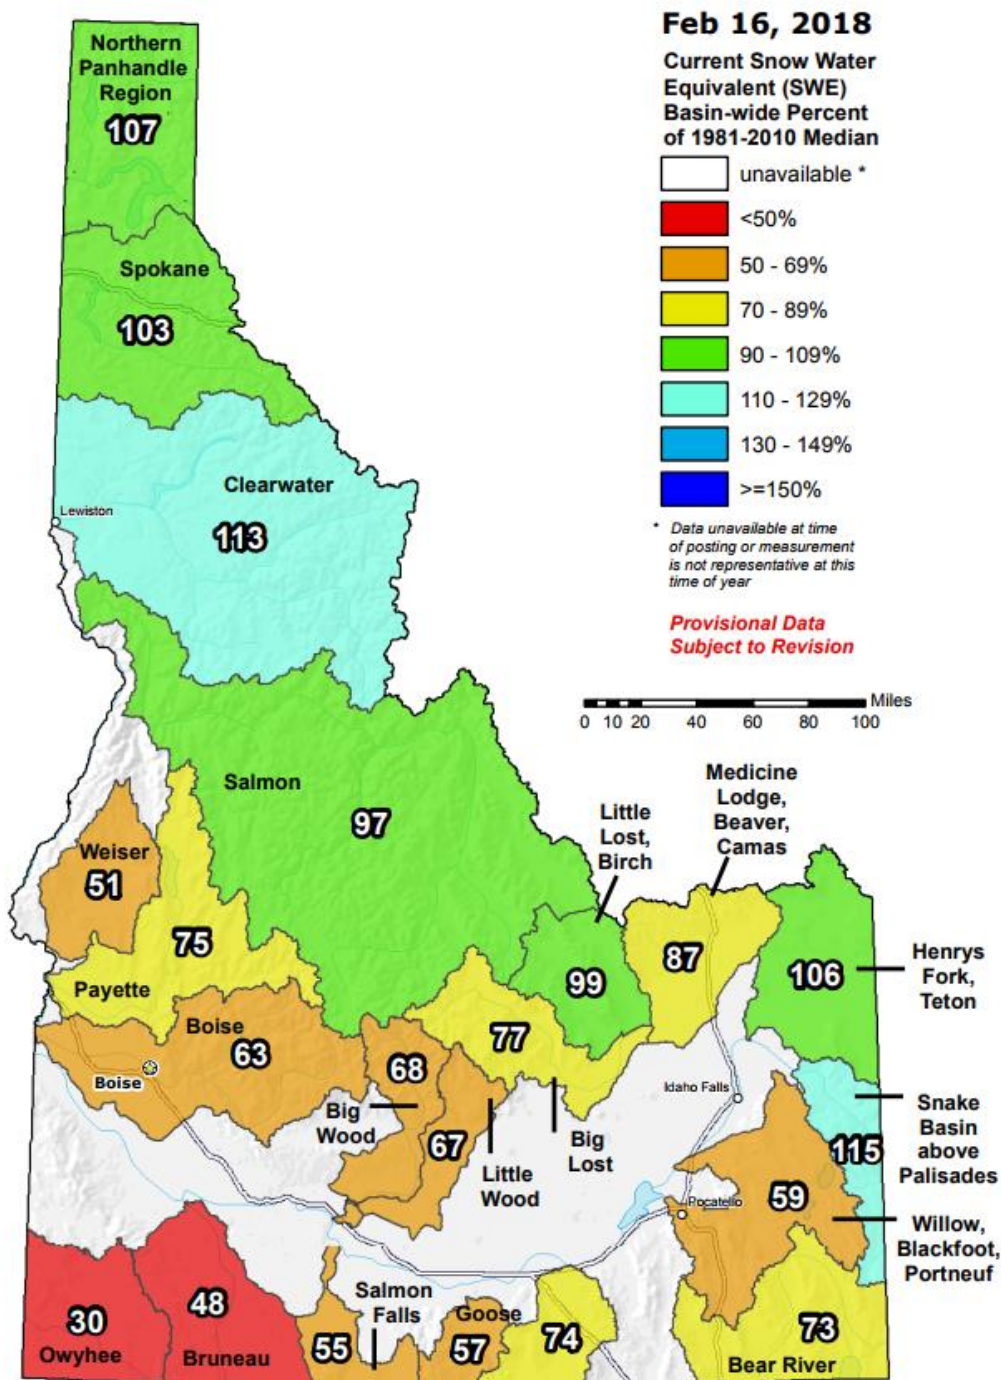 Feb 16, 2018
Current Snow Water
Equivalent (SWE)
Basin-wide Percent
of 1981-2010 Median
unavailable *
<50%
50 - 69%
70 - 89%
90 - 109%
110 - 129%
130 - 149%
>=150%
* Data unavailable at time
of posting or measurement
is not representative at this
time of year
Provisional Data
Subject to Revision
Miles
0 10 20 40 60 80 100
Northern
Panhandle
Region
107
Spokane
103
Clearwater
Lewiston
113
Salmon
97
Weiser
51
75
Payette
Little
Lost,
Birch
99
Medicine
Lodge,
Beaver,
Camas
87
106
Henrys
Fork,
Teton
Boise
63
Boise
68
Big
Wood
67
Little
Wood
77
Big
Lost
Idaho Falls
Snake
Basin
above
Palisades
115
59
Pocatello
Willow,
Blackfoot,
Portneuf
30
Owyhee
48
Bruneau
Salmon
Falls
55
Goose
57
74
73
Bear River